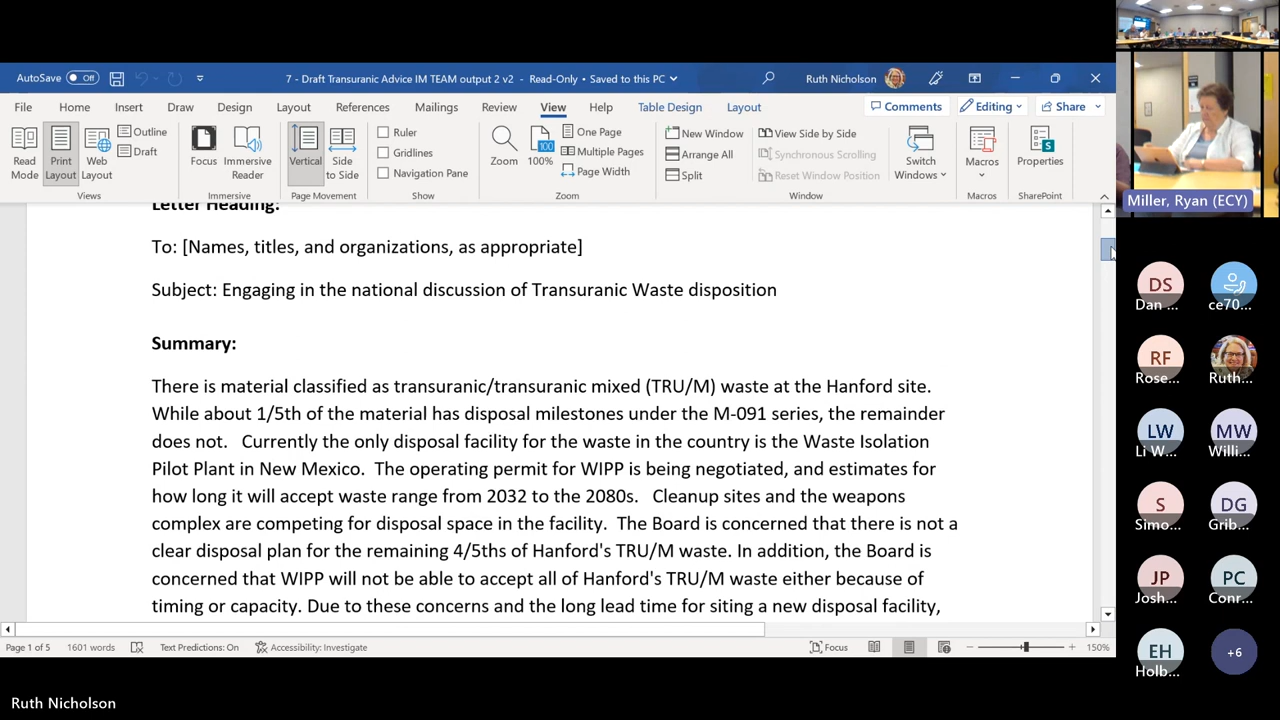 AutoSave Off
7 - Draft Transuranic Advice IM TEAM output 2 v2 - Read-Only • Saved to this PC
Ruth Nicholson
File Home Insert Draw Design Layout References Mailings Review View Help Table Design Layout
Comments Editing Share
Read Mode
Print Layout
Web Layout
Outline
Draft
Views
Focus
Immersive Reader
Immersive
Vertical
Side to Side
Page Movement
Ruler
Gridlines
Navigation Pane
Show
Zoom
100
100%
One Page
Multiple Pages
Page Width
Zoom
New Window
Arrange All
Split
View Side by Side
Synchronous Scrolling
Reset Window Position
Switch Windows
Window
Macros
Macros
Properties
SharePoint
Letter Heading:
To: [Names, titles, and organizations, as appropriate]
Subject: Engaging in the national discussion of Transuranic Waste disposition
Summary:
There is material classified as transuranic/transuranic mixed (TRU/M) waste at the Hanford site.
While about 1/5th of the material has disposal milestones under the M-091 series, the remainder
does not. Currently the only disposal facility for the waste in the country is the Waste Isolation
Pilot Plant in New Mexico. The operating permit for WIPP is being negotiated, and estimates for
how long it will accept waste range from 2032 to the 2080s. Cleanup sites and the weapons
complex are competing for disposal space in the facility. The Board is concerned that there is not a
clear disposal plan for the remaining 4/5ths of Hanford's TRU/M waste. In addition, the Board is
concerned that WIPP will not be able to accept all of Hanford's TRU/M waste either because of
timing or capacity. Due to these concerns and the long lead time for siting a new disposal facility,
Page 1 of 5 1601 words Text Predictions: On Accessibility: Investigate Focus 150%
Ruth Nicholson
Miller, Ryan (ECY)
DS
Dan ...
ce70...
RF
Rose...
Ruth...
LW
Li W...
MW
Willi...
S
Simo...
DG
Grib...
JP
Josh...
PC
Conr...
EH
Holb...
+6